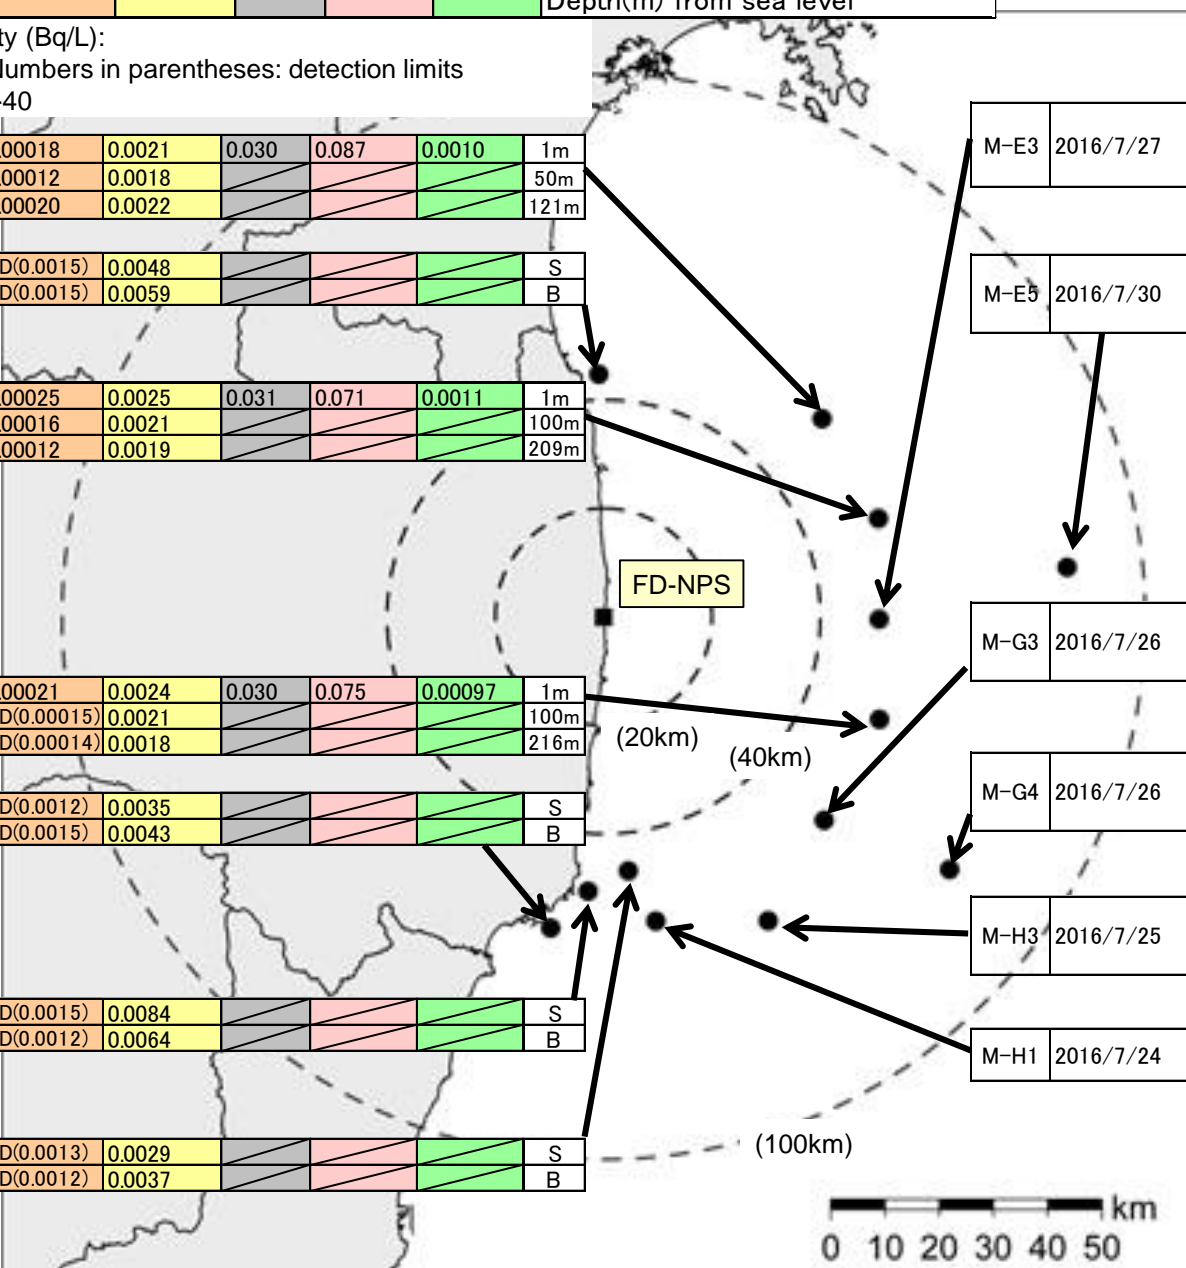 Depth(m) from sea level
ty (Bq/L):
Numbers in parentheses: detection limits
-40
.00018 0.0021 0.030 0.087 0.0010 1m
.00012 0.0018 50m
.00020 0.0022 121m
D(0.0015) 0.0048 S
D(0.0015) 0.0059 B
.00025 0.0025 0.031 0.071 0.0011 1m
.00016 0.0021 100m
.00012 0.0019 209m
.00021 0.0024 0.030 0.075 0.00097 1m
D(0.00015) 0.0021 100m
D(0.00014) 0.0018 216m
D(0.0012) 0.0035 S
D(0.0015) 0.0043 B
D(0.0015) 0.0084 S
D(0.0012) 0.0064 B
D(0.0013) 0.0029 S
D(0.0012) 0.0037 B
FD-NPS
(20km)
(40km)
(100km)
M-E3 2016/7/27
M-E5 2016/7/30
M-G3 2016/7/26
M-G4 2016/7/26
M-H3 2016/7/25
M-H1 2016/7/24
km
0 10 20 30 40 50